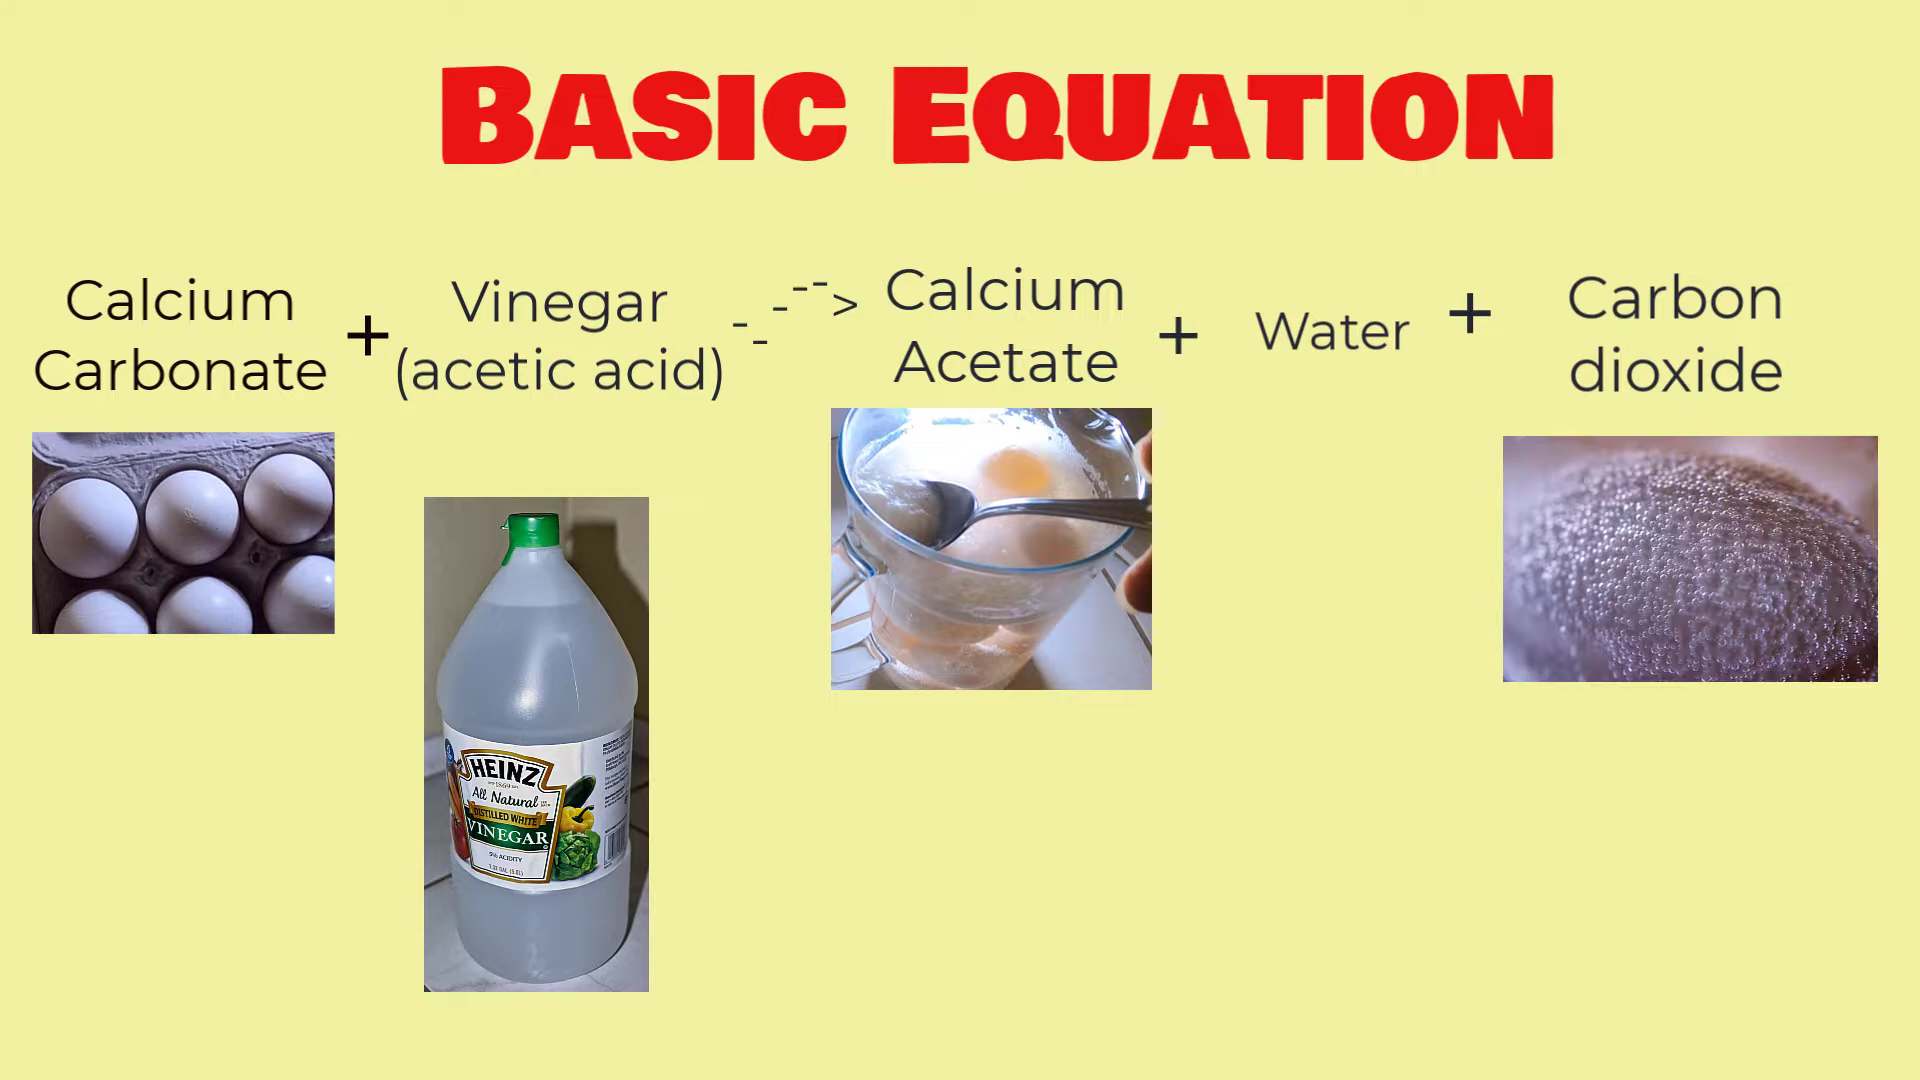 BASIC EQUATION
Calcium
Carbonate
+
Vinegar
(acetic acid)
------>
Calcium
Acetate
+
Water
+
Carbon
dioxide
HEINZ
All Natural
DISTILLED WHITE
VINEGAR
5% ACIDITY